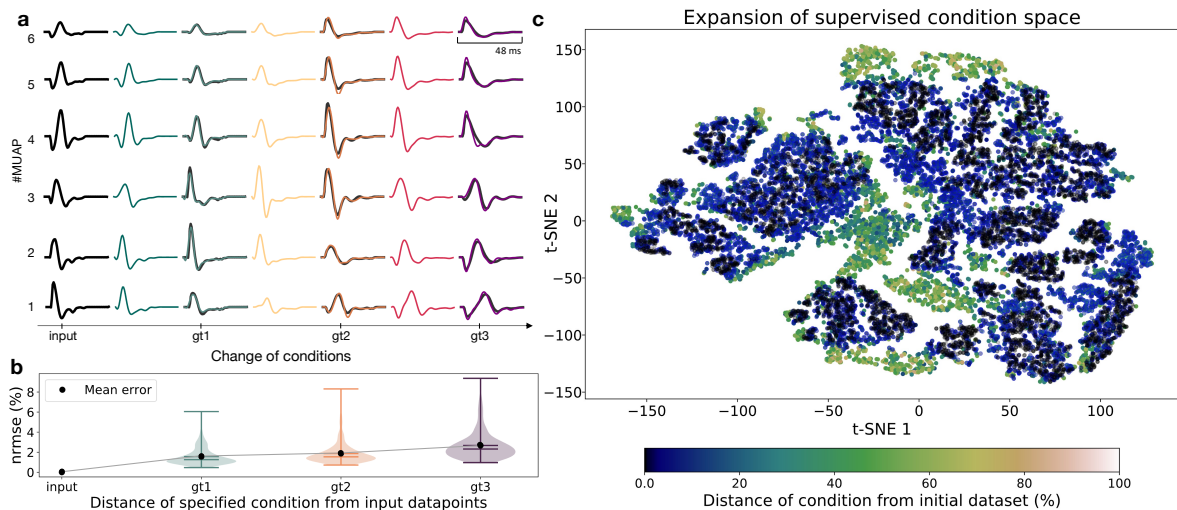 a
6
5
4
3
2
1
#MUAP
48 ms
input gt1 gt2 gt3
Change of conditions
b
Mean error
nrmse (%)
8
6
4
2
0
input gt1 gt2 gt3
Distance of specified condition from input datapoints
c
Expansion of supervised condition space
t-SNE 2
150
100
50
0
−50
−100
−150
−150 −100 −50 0 50 100
t-SNE 1
0.0 20 40 60 80 100
Distance of condition from initial dataset (%)